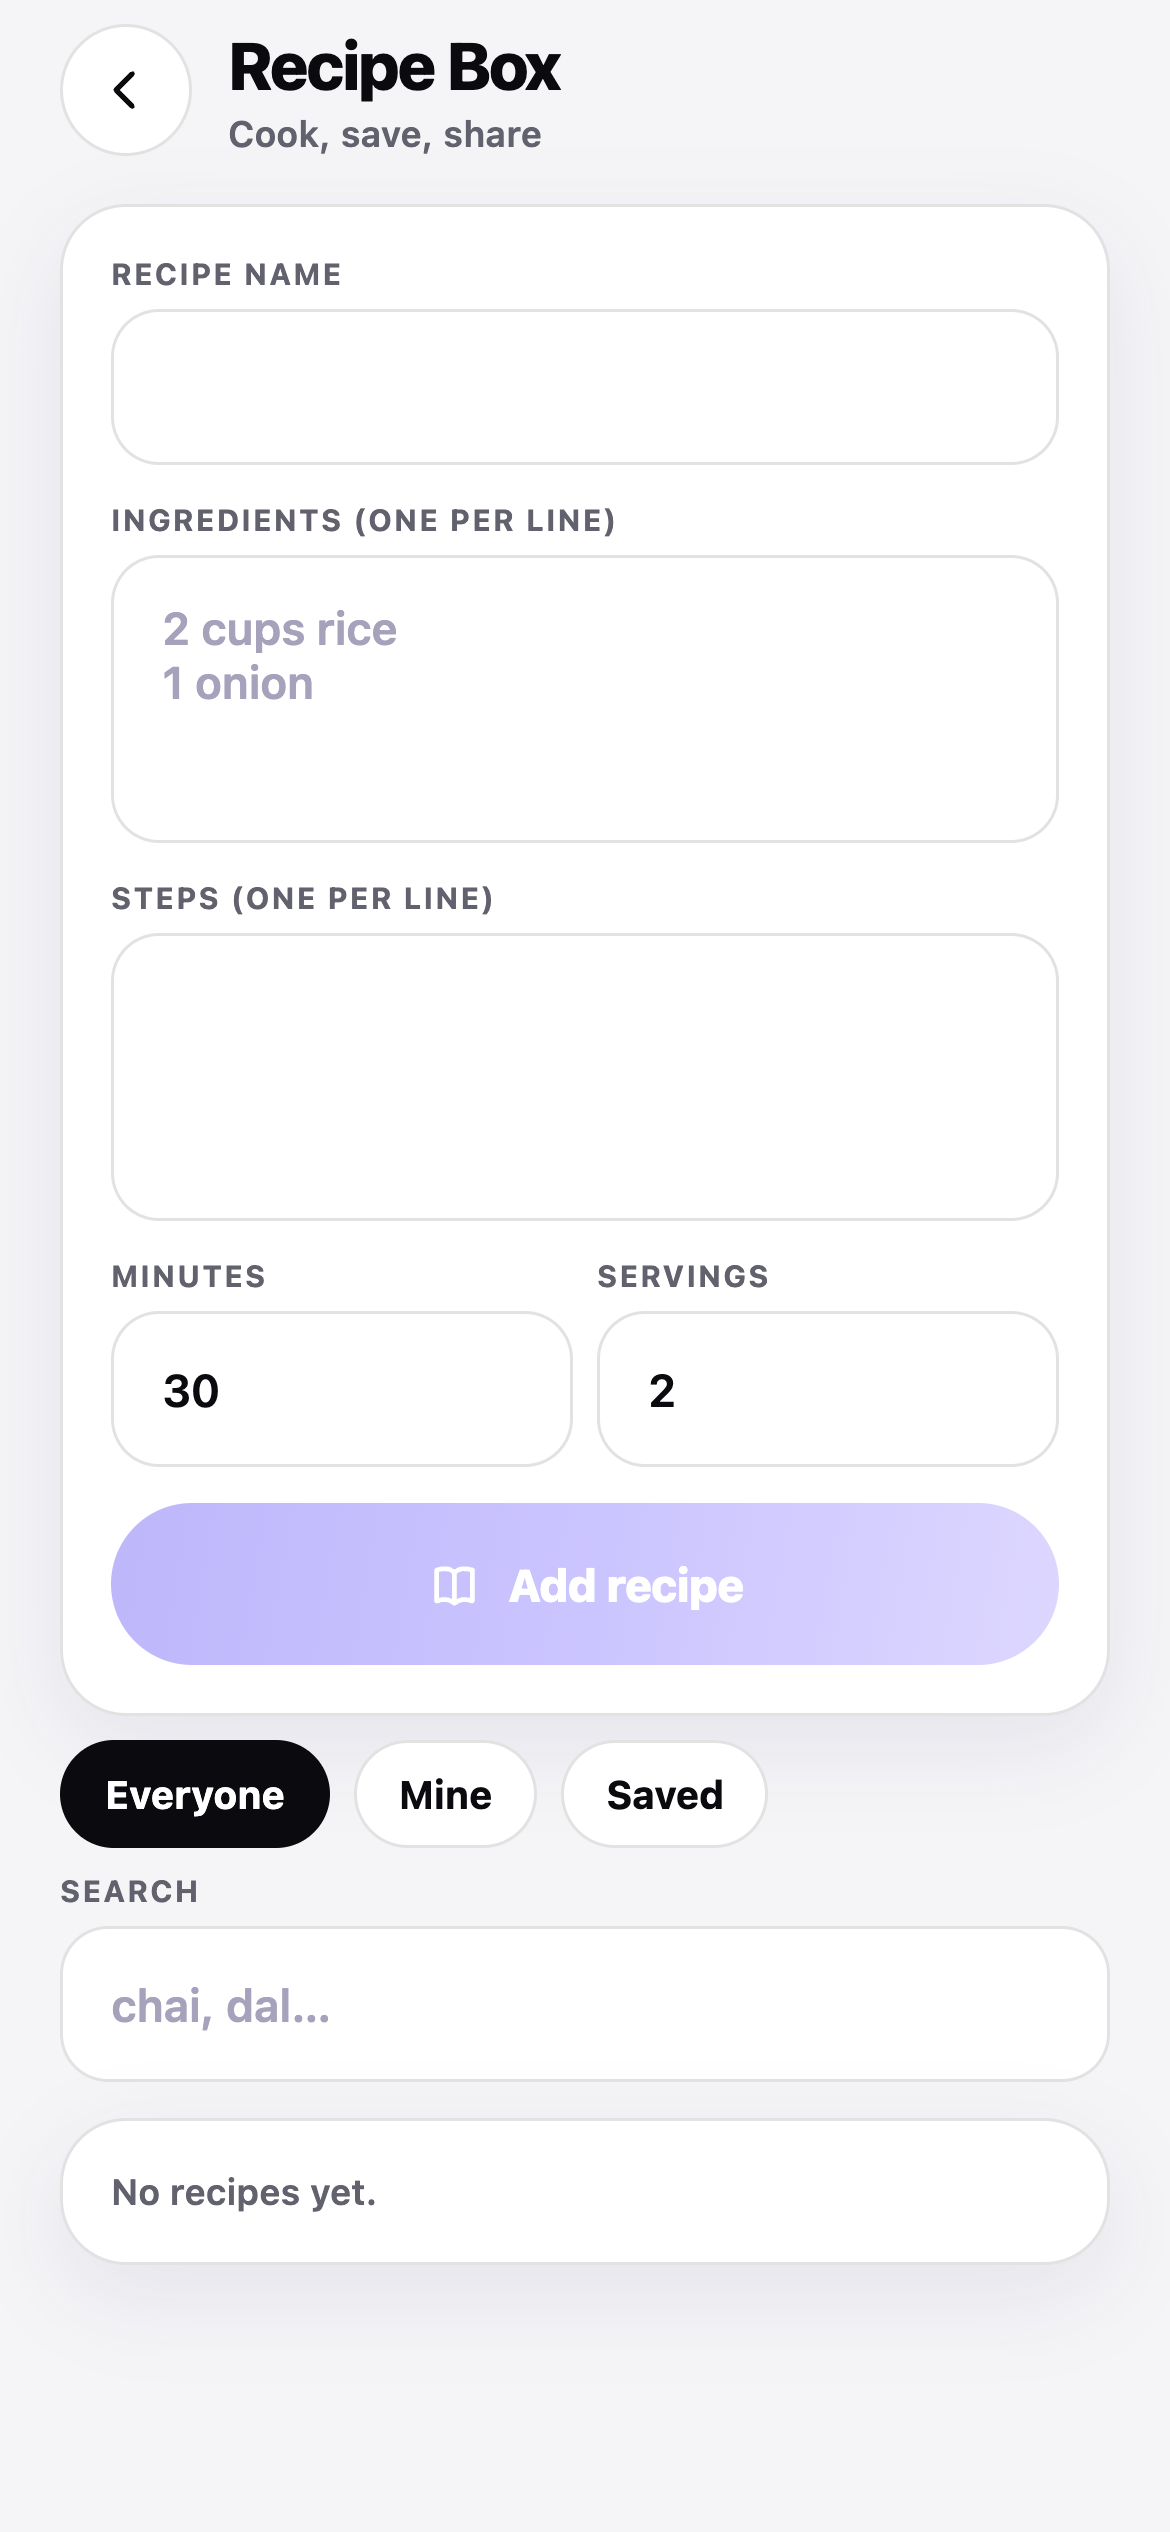 Recipe Box
Cook, save, share
RECIPE NAME
INGREDIENTS (ONE PER LINE)
2 cups rice
1 onion
STEPS (ONE PER LINE)
MINUTES
SERVINGS
30
2
Add recipe
Everyone
Mine
Saved
SEARCH
chai, dal...
No recipes yet.